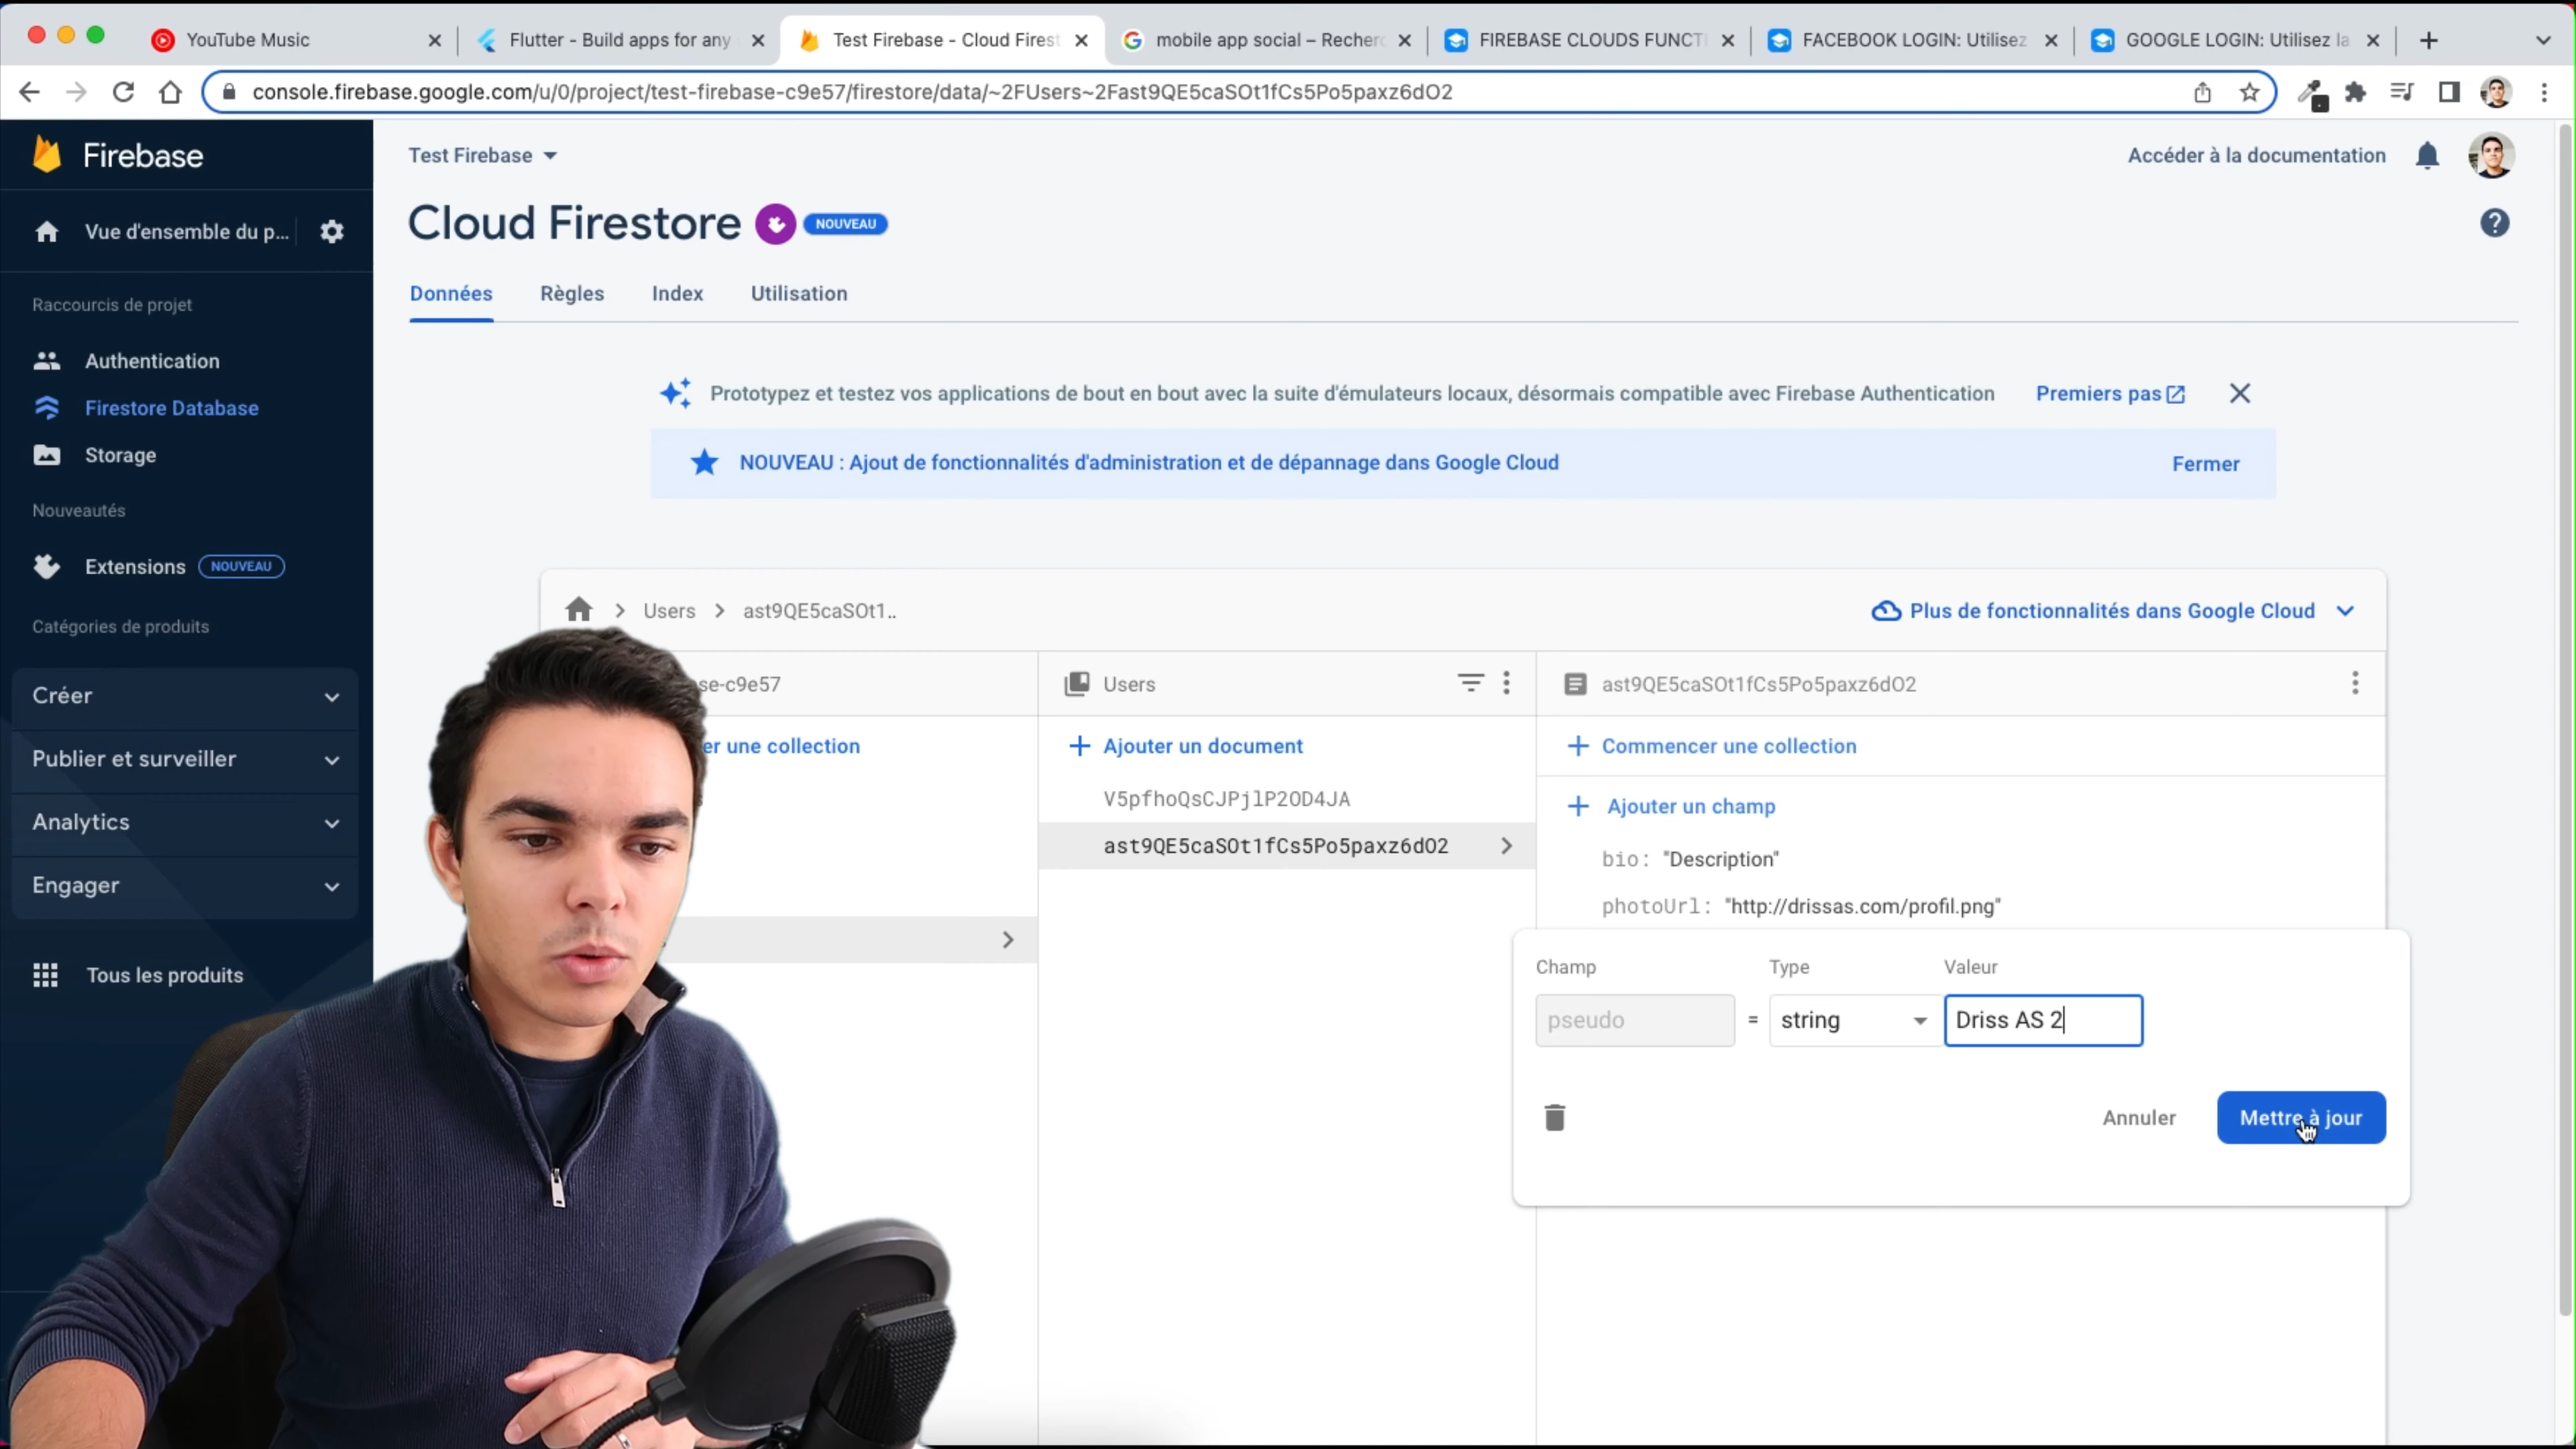 YouTube Music
Flutter - Build apps for any
Test Firebase - Cloud Firest
mobile app social – Recherc
FIREBASE CLOUDS FUNCTI
FACEBOOK LOGIN: Utilisez
GOOGLE LOGIN: Utilisez la
console.firebase.google.com/u/0/project/test-firebase-c9e57/firestore/data/~2FUsers~2Fast9QE5caSOt1fCs5Po5paxz6dO2
Firebase
Test Firebase
Accéder à la documentation
Vue d'ensemble du p...
Cloud Firestore
NOUVEAU
Données
Règles
Index
Utilisation
Raccourcis de projet
Authentication
Firestore Database
Storage
Nouveautés
Extensions NOUVEAU
Catégories de produits
Créer
Publier et surveiller
Analytics
Engager
Tous les produits
Prototypez et testez vos applications de bout en bout avec la suite d'émulateurs locaux, désormais compatible avec Firebase Authentication
Premiers pas
NOUVEAU : Ajout de fonctionnalités d'administration et de dépannage dans Google Cloud
Fermer
Users
ast9QE5caSOt1..
Plus de fonctionnalités dans Google Cloud
se-c9e57
er une collection
Users
Ajouter un document
V5pfhoQsCJPjlP2OD4JA
ast9QE5caSOt1fCs5Po5paxz6dO2
ast9QE5caSOt1fCs5Po5paxz6dO2
Commencer une collection
Ajouter un champ
bio: "Description"
photoUrl: "http://drissas.com/profil.png"
Champ
Type
Valeur
pseudo
=
string
Driss AS 2
Annuler
Mettre à jour